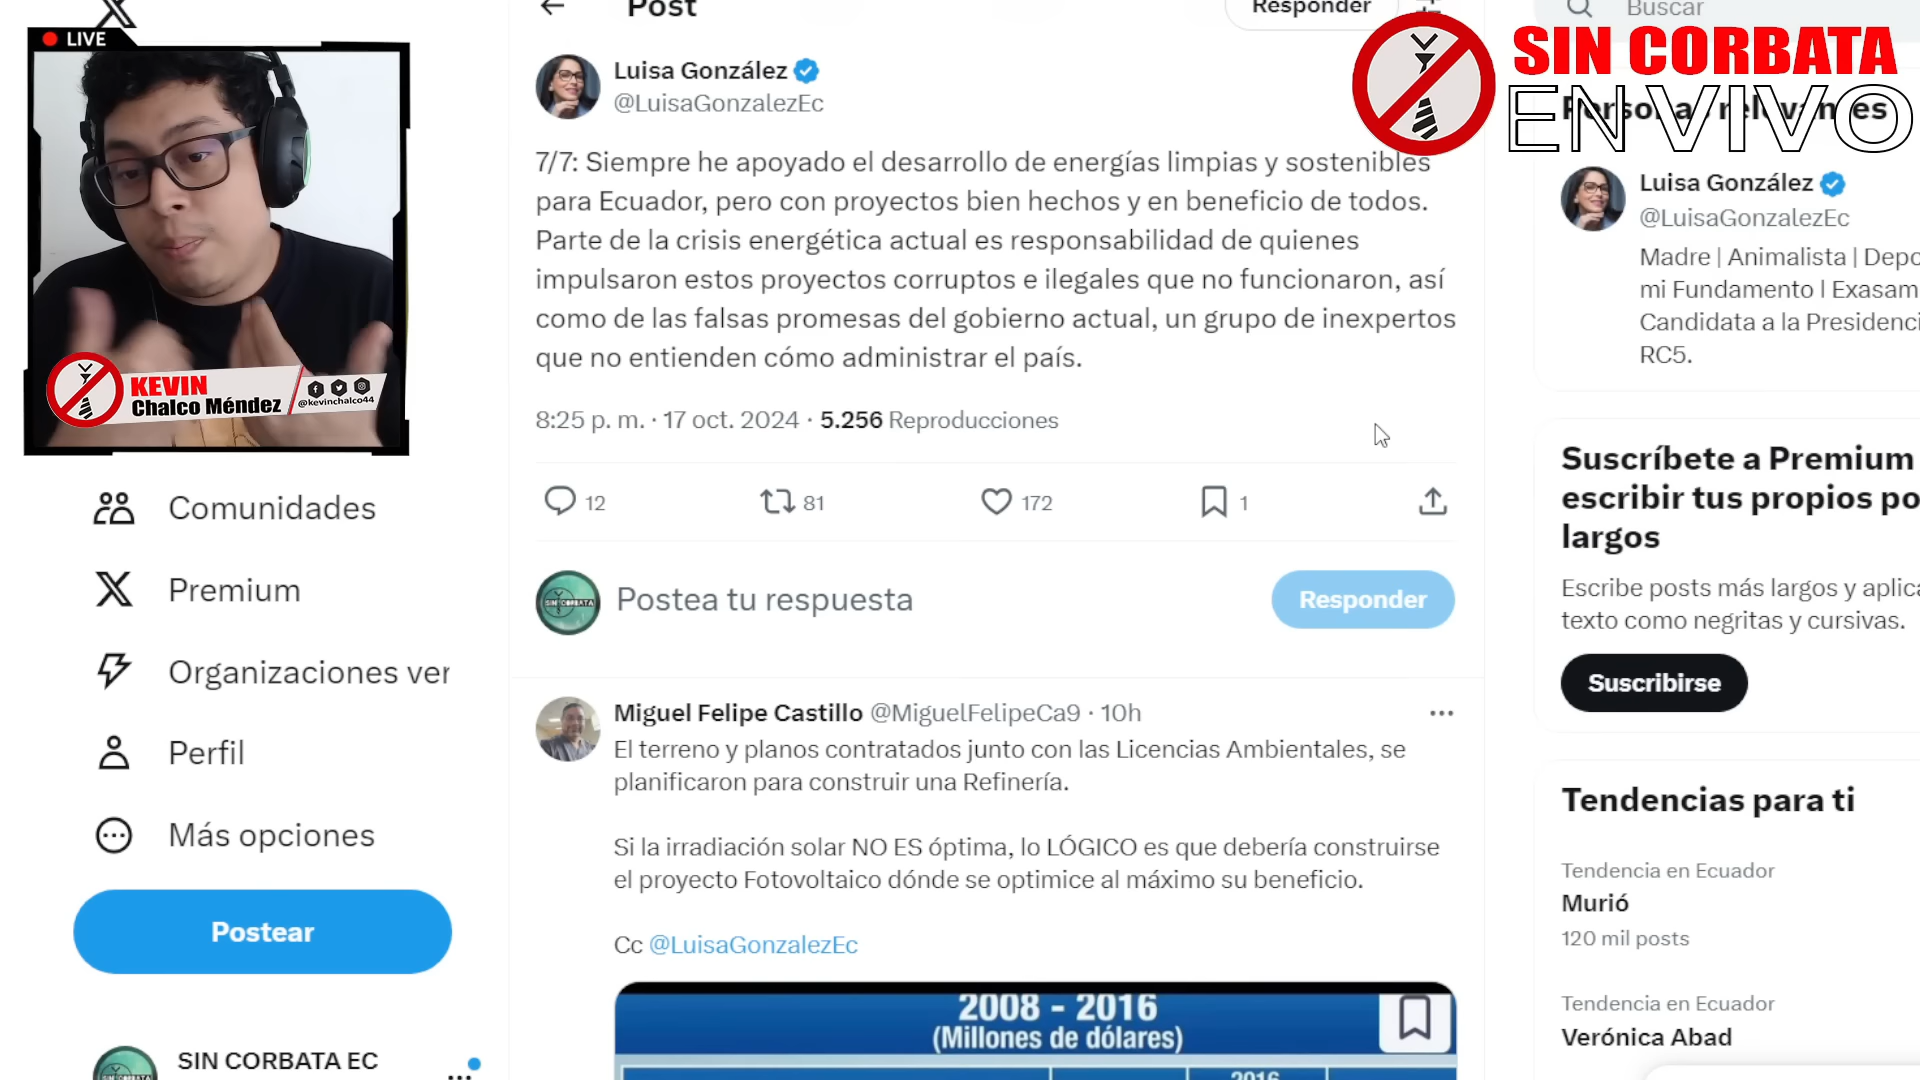 LIVE
KEVIN
Chalco Méndez
@kevinchalco44
Comunidades
Premium
Organizaciones ver
Perfil
Más opciones
Postear
SIN CORBATA EC
Post
Responder
Luisa González
@LuisaGonzalezEc
7/7: Siempre he apoyado el desarrollo de energías limpias y sostenibles
para Ecuador, pero con proyectos bien hechos y en beneficio de todos.
Parte de la crisis energética actual es responsabilidad de quienes
impulsaron estos proyectos corruptos e ilegales que no funcionaron, así
como de las falsas promesas del gobierno actual, un grupo de inexpertos
que no entienden cómo administrar el país.
8:25 p. m. · 17 oct. 2024 · 5.256 Reproducciones
12 81 172 1
SIN CORBATA
Postea tu respuesta
Responder
Miguel Felipe Castillo @MiguelFelipeCa9 · 10h
El terreno y planos contratados junto con las Licencias Ambientales, se
planificaron para construir una Refinería.
Si la irradiación solar NO ES óptima, lo LÓGICO es que debería construirse
el proyecto Fotovoltaico dónde se optimice al máximo su beneficio.
Cc @LuisaGonzalezEc
2008 - 2016
(Millones de dólares)
2016
Buscar
SIN CORBATA
EN VIVO
Personas relevantes
Luisa González
@LuisaGonzalezEc
Madre | Animalista | Depo
mi Fundamento l Exasam
Candidata a la Presidenci
RC5.
Suscríbete a Premium
escribir tus propios po
largos
Escribe posts más largos y aplica
texto como negritas y cursivas.
Suscribirse
Tendencias para ti
Tendencia en Ecuador
Murió
120 mil posts
Tendencia en Ecuador
Verónica Abad